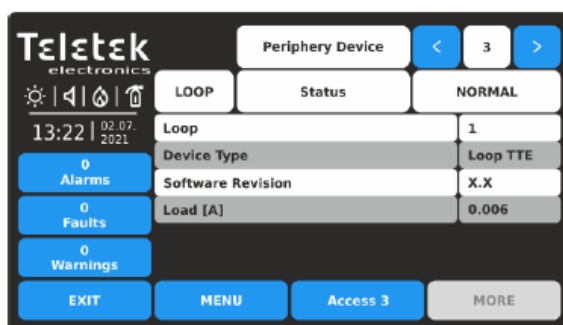 Tɛlɛtɛk
electronics
Periphery Device
<
3
>
LOOP
Status
NORMAL
13:22 | 02.07.
2021
Loop 1
Device Type Loop TTE
Software Revision X.X
Load [A] 0.006
0
Alarms
0
Faults
0
Warnings
EXIT
MENU
Access 3
MORE